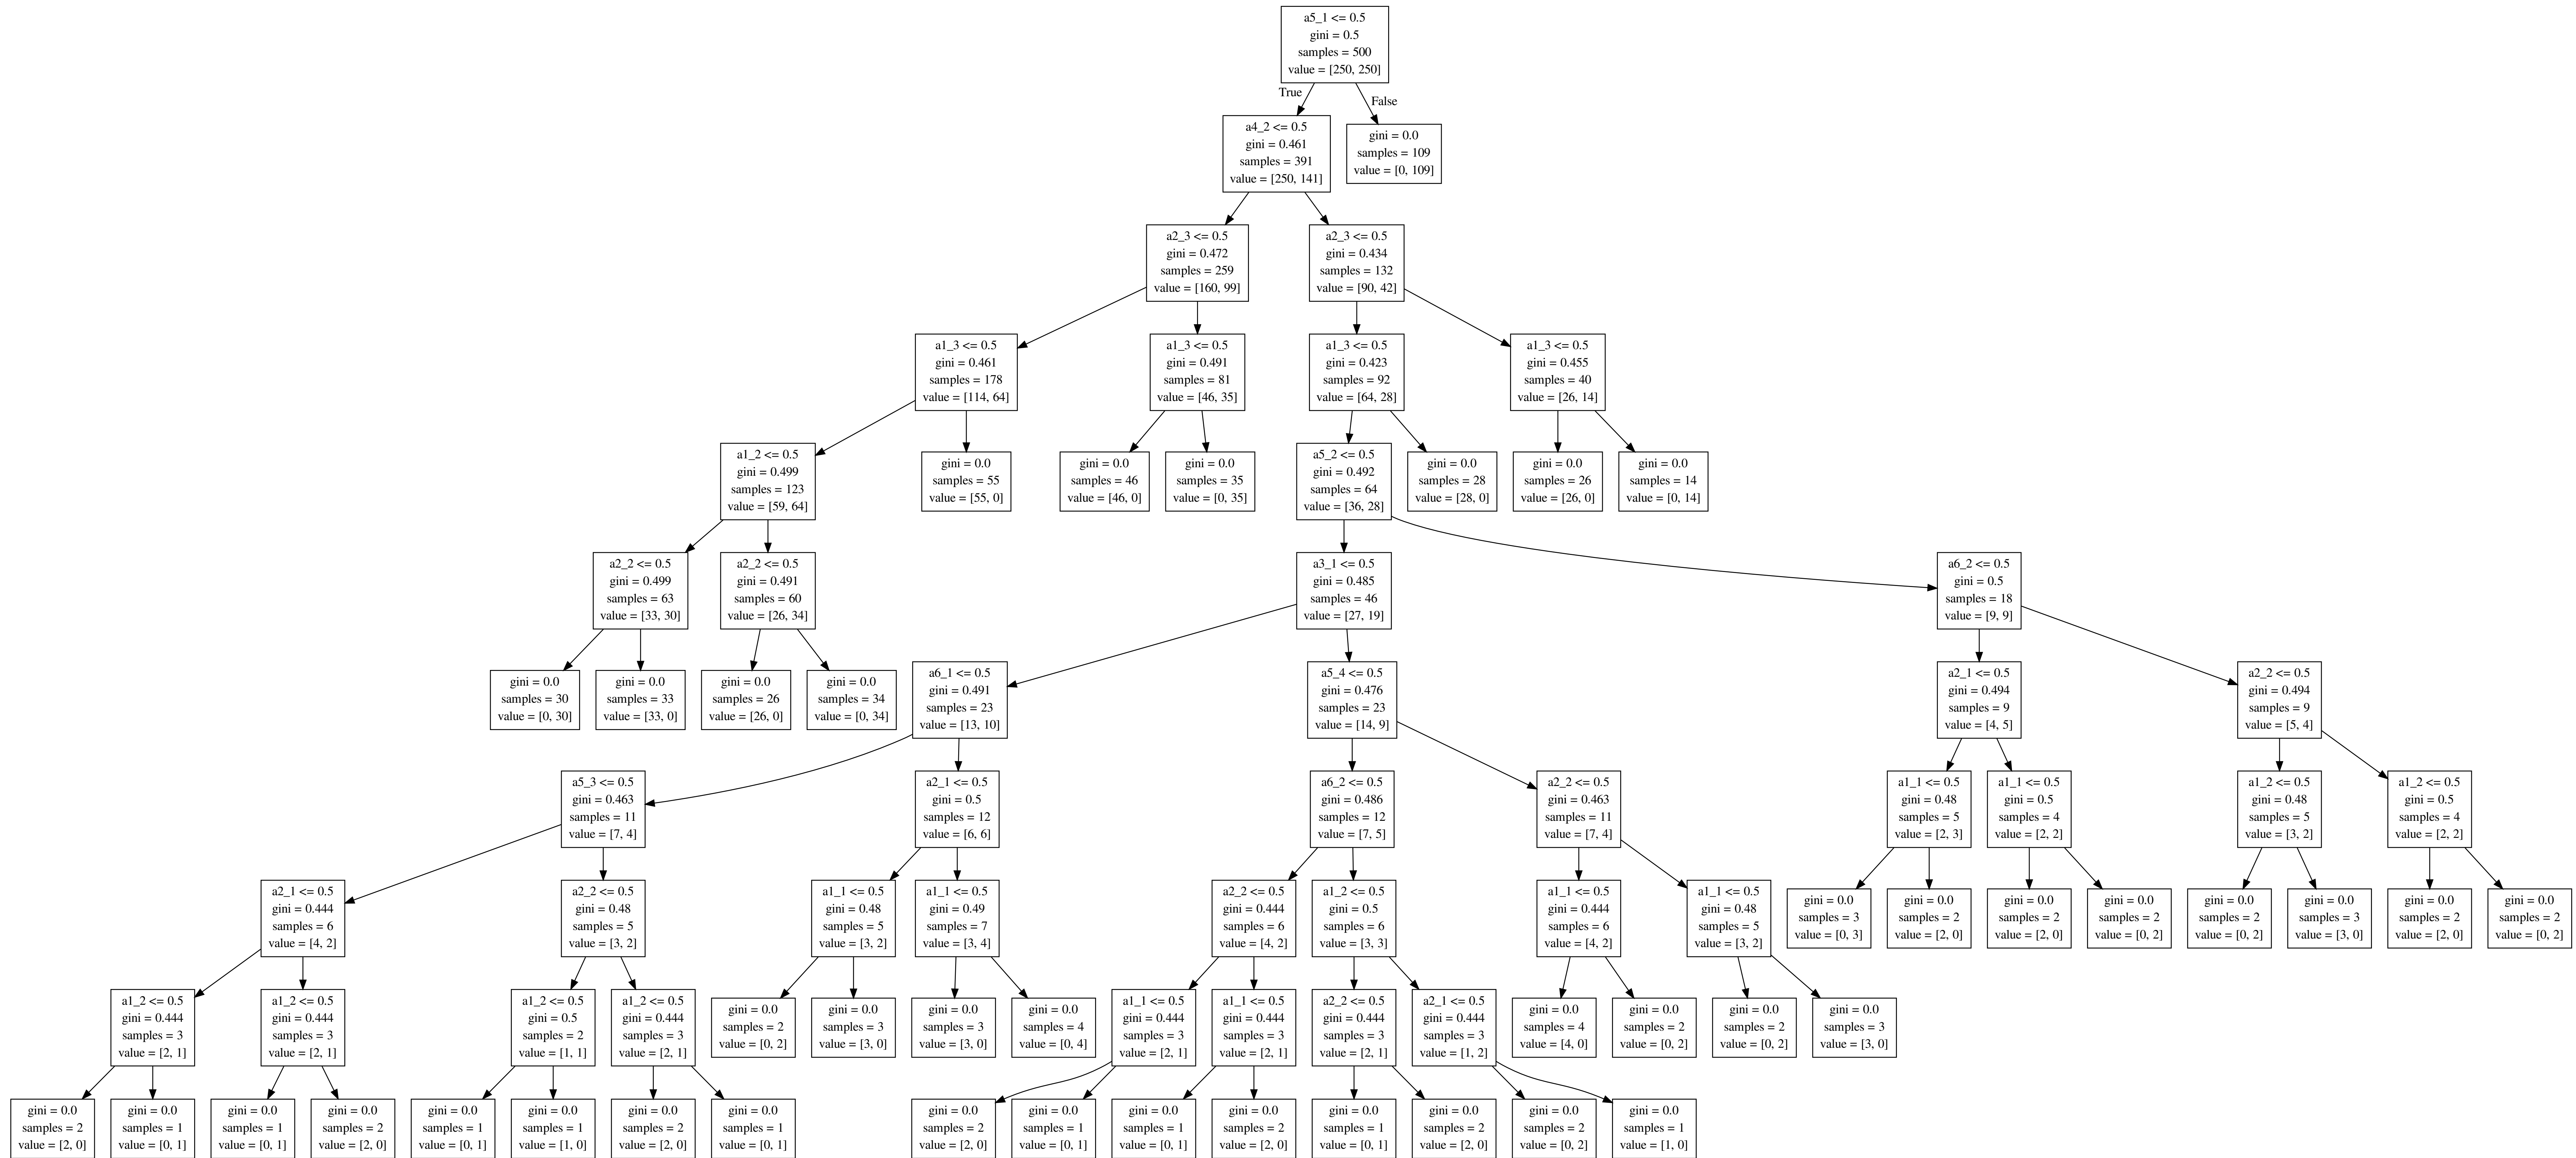 a5_1 <= 0.5
gini = 0.5
samples = 500
value = [250, 250]
True
False
a4_2 <= 0.5
gini = 0.461
samples = 391
value = [250, 141]
gini = 0.0
samples = 109
value = [0, 109]
a2_3 <= 0.5
gini = 0.472
samples = 259
value = [160, 99]
a2_3 <= 0.5
gini = 0.434
samples = 132
value = [90, 42]
a1_3 <= 0.5
gini = 0.461
samples = 178
value = [114, 64]
a1_3 <= 0.5
gini = 0.491
samples = 81
value = [46, 35]
a1_3 <= 0.5
gini = 0.423
samples = 92
value = [64, 28]
a1_3 <= 0.5
gini = 0.455
samples = 40
value = [26, 14]
a1_2 <= 0.5
gini = 0.499
samples = 123
value = [59, 64]
gini = 0.0
samples = 55
value = [55, 0]
gini = 0.0
samples = 46
value = [46, 0]
gini = 0.0
samples = 35
value = [0, 35]
a5_2 <= 0.5
gini = 0.492
samples = 64
value = [36, 28]
gini = 0.0
samples = 28
value = [28, 0]
gini = 0.0
samples = 26
value = [26, 0]
gini = 0.0
samples = 14
value = [0, 14]
a2_2 <= 0.5
gini = 0.499
samples = 63
value = [33, 30]
a2_2 <= 0.5
gini = 0.491
samples = 60
value = [26, 34]
a3_1 <= 0.5
gini = 0.485
samples = 46
value = [27, 19]
a6_2 <= 0.5
gini = 0.5
samples = 18
value = [9, 9]
gini = 0.0
samples = 30
value = [0, 30]
gini = 0.0
samples = 33
value = [33, 0]
gini = 0.0
samples = 26
value = [26, 0]
gini = 0.0
samples = 34
value = [0, 34]
a6_1 <= 0.5
gini = 0.491
samples = 23
value = [13, 10]
a5_4 <= 0.5
gini = 0.476
samples = 23
value = [14, 9]
a2_1 <= 0.5
gini = 0.494
samples = 9
value = [4, 5]
a2_2 <= 0.5
gini = 0.494
samples = 9
value = [5, 4]
a5_3 <= 0.5
gini = 0.463
samples = 11
value = [7, 4]
a2_1 <= 0.5
gini = 0.5
samples = 12
value = [6, 6]
a6_2 <= 0.5
gini = 0.486
samples = 12
value = [7, 5]
a2_2 <= 0.5
gini = 0.463
samples = 11
value = [7, 4]
a1_1 <= 0.5
gini = 0.48
samples = 5
value = [2, 3]
a1_1 <= 0.5
gini = 0.5
samples = 4
value = [2, 2]
a1_2 <= 0.5
gini = 0.48
samples = 5
value = [3, 2]
a1_2 <= 0.5
gini = 0.5
samples = 4
value = [2, 2]
a2_1 <= 0.5
gini = 0.444
samples = 6
value = [4, 2]
a2_2 <= 0.5
gini = 0.48
samples = 5
value = [3, 2]
a1_1 <= 0.5
gini = 0.48
samples = 5
value = [3, 2]
a1_1 <= 0.5
gini = 0.49
samples = 7
value = [3, 4]
a2_2 <= 0.5
gini = 0.444
samples = 6
value = [4, 2]
a1_2 <= 0.5
gini = 0.5
samples = 6
value = [3, 3]
a1_1 <= 0.5
gini = 0.444
samples = 6
value = [4, 2]
a1_1 <= 0.5
gini = 0.48
samples = 5
value = [3, 2]
gini = 0.0
samples = 3
value = [0, 3]
gini = 0.0
samples = 2
value = [2, 0]
gini = 0.0
samples = 2
value = [2, 0]
gini = 0.0
samples = 2
value = [0, 2]
gini = 0.0
samples = 2
value = [0, 2]
gini = 0.0
samples = 3
value = [3, 0]
gini = 0.0
samples = 2
value = [2, 0]
gini = 0.0
samples = 2
value = [0, 2]
a1_2 <= 0.5
gini = 0.444
samples = 3
value = [2, 1]
a1_2 <= 0.5
gini = 0.444
samples = 3
value = [2, 1]
a1_2 <= 0.5
gini = 0.5
samples = 2
value = [1, 1]
a1_2 <= 0.5
gini = 0.444
samples = 3
value = [2, 1]
gini = 0.0
samples = 2
value = [0, 2]
gini = 0.0
samples = 3
value = [3, 0]
gini = 0.0
samples = 3
value = [3, 0]
gini = 0.0
samples = 4
value = [0, 4]
a1_1 <= 0.5
gini = 0.444
samples = 3
value = [2, 1]
a1_1 <= 0.5
gini = 0.444
samples = 3
value = [2, 1]
a2_2 <= 0.5
gini = 0.444
samples = 3
value = [2, 1]
a2_1 <= 0.5
gini = 0.444
samples = 3
value = [1, 2]
gini = 0.0
samples = 4
value = [4, 0]
gini = 0.0
samples = 2
value = [0, 2]
gini = 0.0
samples = 2
value = [0, 2]
gini = 0.0
samples = 3
value = [3, 0]
gini = 0.0
samples = 2
value = [2, 0]
gini = 0.0
samples = 1
value = [0, 1]
gini = 0.0
samples = 1
value = [0, 1]
gini = 0.0
samples = 2
value = [2, 0]
gini = 0.0
samples = 1
value = [0, 1]
gini = 0.0
samples = 1
value = [1, 0]
gini = 0.0
samples = 2
value = [2, 0]
gini = 0.0
samples = 1
value = [0, 1]
gini = 0.0
samples = 2
value = [2, 0]
gini = 0.0
samples = 1
value = [0, 1]
gini = 0.0
samples = 1
value = [0, 1]
gini = 0.0
samples = 2
value = [2, 0]
gini = 0.0
samples = 1
value = [0, 1]
gini = 0.0
samples = 2
value = [2, 0]
gini = 0.0
samples = 2
value = [0, 2]
gini = 0.0
samples = 1
value = [1, 0]